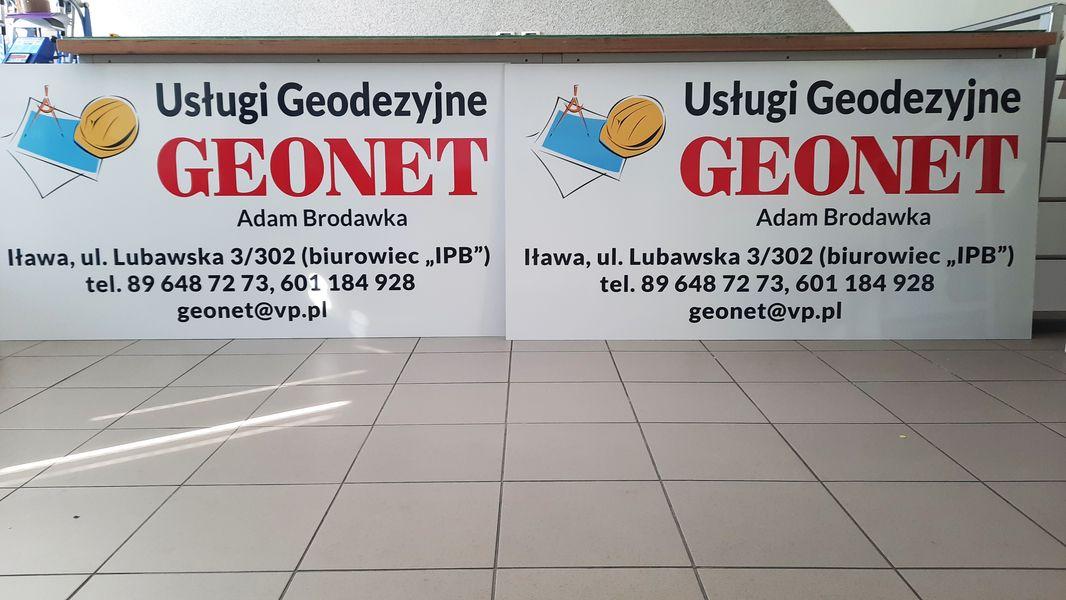 Usługi Geodezyjne
GEONET
Adam Brodawka
Iława, ul. Lubawska 3/302 (biurowiec „IPB”)
tel. 89 648 72 73, 601 184 928
geonet@vp.pl
Usługi Geodezyjne
GEONET
Adam Brodawka
Iława, ul. Lubawska 3/302 (biurowiec „IPB”)
tel. 89 648 72 73, 601 184 928
geonet@vp.pl